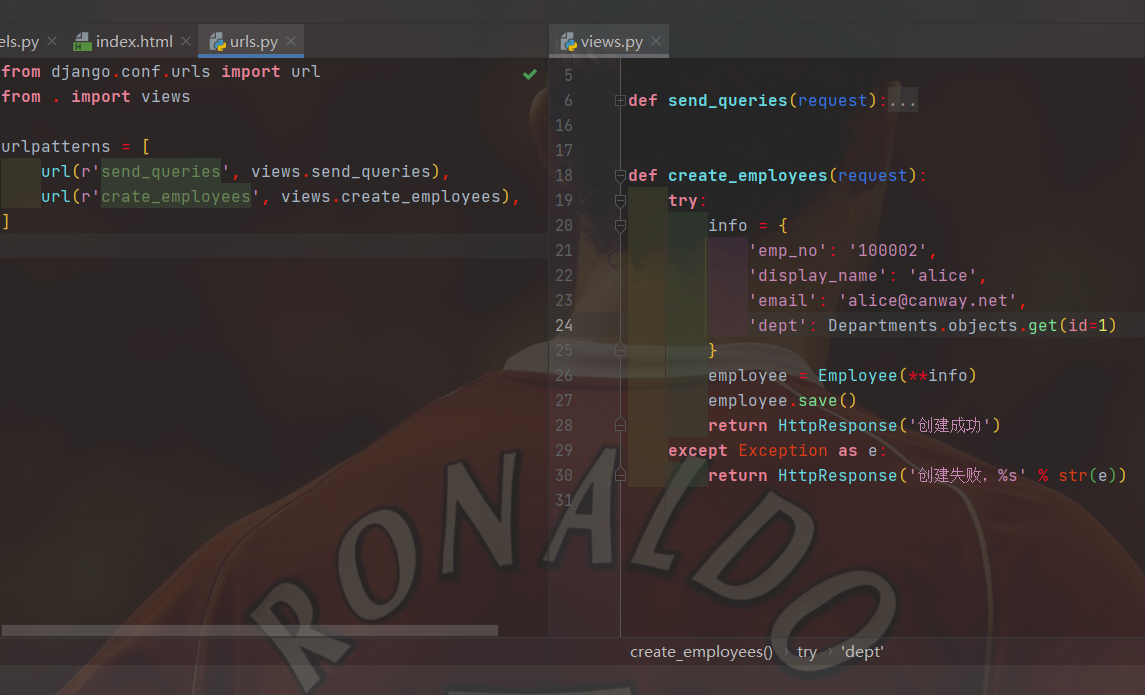 els.py index.html urls.py
from django.conf.urls import url
from . import views
urlpatterns = [
url(r'send_queries', views.send_queries),
url(r'crate_employees', views.create_employees),
]
views.py
5
6 def send_queries(request):...
16
17
18 def create_employees(request):
19 try:
20 info = {
21 'emp_no': '100002',
22 'display_name': 'alice',
23 'email': 'alice@canway.net',
24 'dept': Departments.objects.get(id=1)
25 }
26 employee = Employee(**info)
27 employee.save()
28 return HttpResponse('创建成功')
29 except Exception as e:
30 return HttpResponse('创建失败，%s' % str(e))
31
RONALDO
create_employees() › try › 'dept'